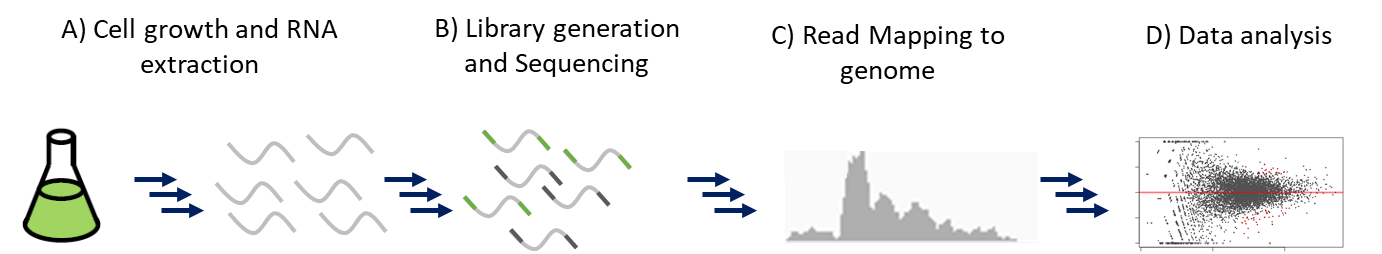 A) Cell growth and RNA
extraction
B) Library generation
and Sequencing
C) Read Mapping to
genome
D) Data analysis